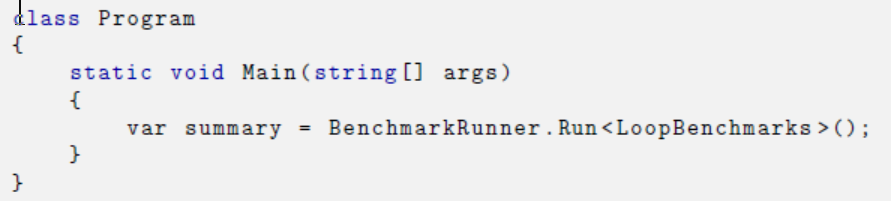 class Program
{
    static void Main(string[] args)
    {
        var summary = BenchmarkRunner.Run<LoopBenchmarks>();
    }
}